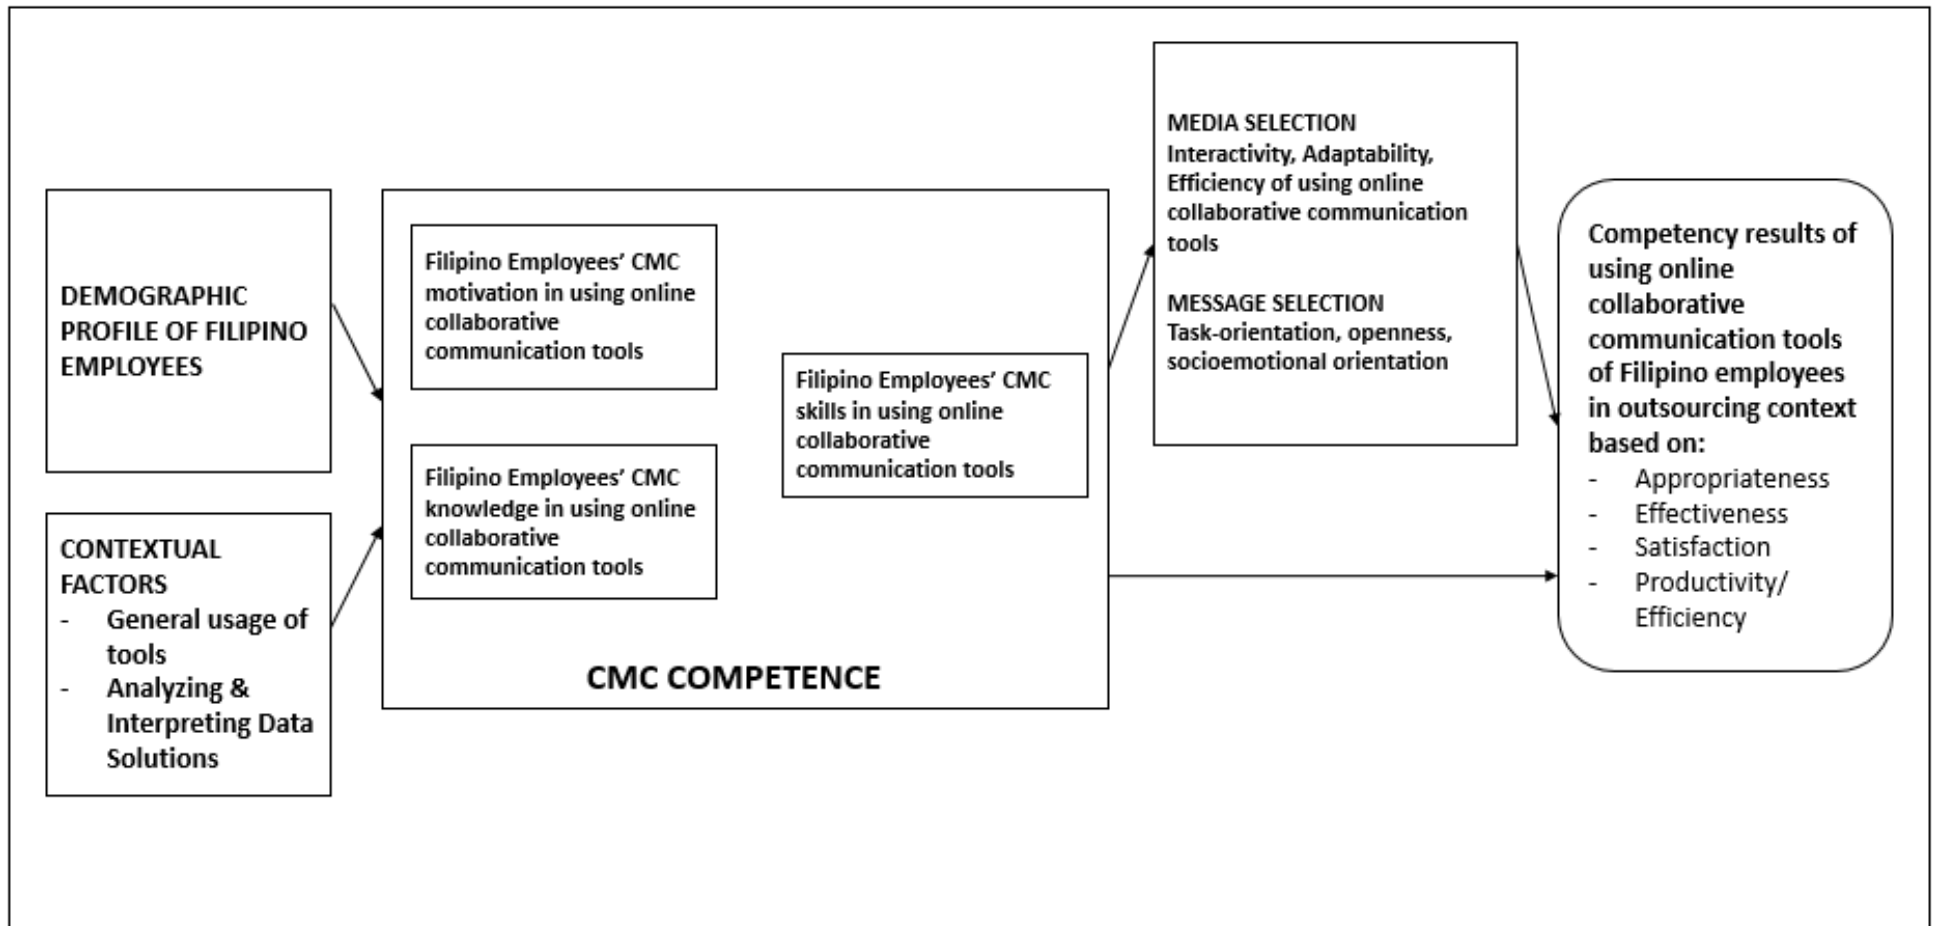 DEMOGRAPHIC
PROFILE OF FILIPINO
EMPLOYEES
CONTEXTUAL
FACTORS
- General usage of
tools
- Analyzing &
Interpreting Data
Solutions
Filipino Employees’ CMC
motivation in using online
collaborative
communication tools
Filipino Employees’ CMC
knowledge in using online
collaborative
communication tools
Filipino Employees’ CMC
skills in using online
collaborative
communication tools
CMC COMPETENCE
MEDIA SELECTION
Interactivity, Adaptability,
Efficiency of using online
collaborative communication
tools
MESSAGE SELECTION
Task-orientation, openness,
socioemotional orientation
Competency results of
using online
collaborative
communication tools
of Filipino employees
in outsourcing context
based on:
- Appropriateness
- Effectiveness
- Satisfaction
- Productivity/
Efficiency